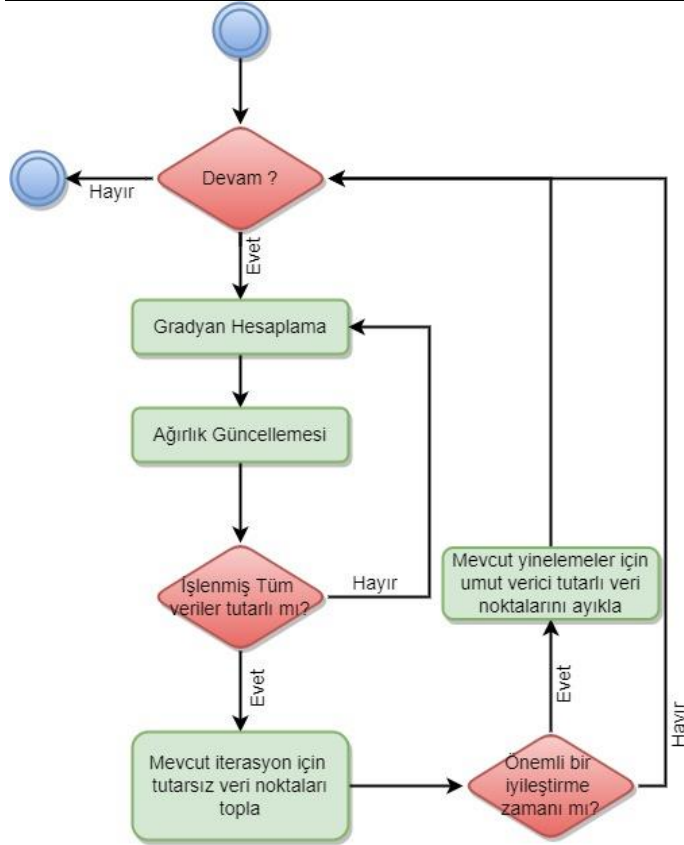 Devam ?
Hayır
Evet
Gradyan Hesaplama
Ağırlık Güncellemesi
İşlenmiş Tüm
veriler tutarlı mı?
Hayır
Evet
Mevcut yinelemeler için
umut verici tutarlı veri
noktalarını ayıkla
Evet
Hayır
Mevcut iterasyon için
tutarsız veri noktaları
topla
Önemli bir
iyileştirme
zamanı mı?